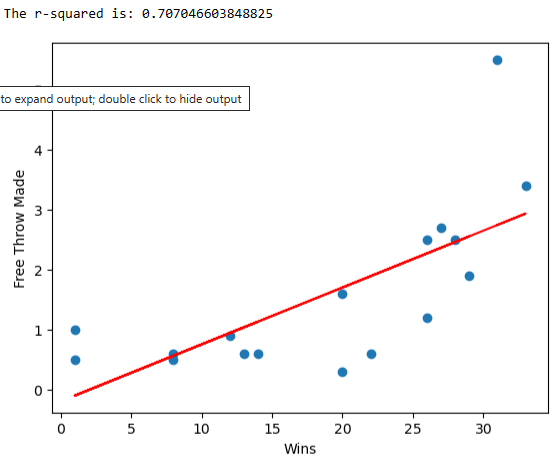 The r-squared is: 0.707046603848825
to expand output; double click to hide output
4
3
2
1
0
Free Throw Made
0 5 10 15 20 25 30
Wins